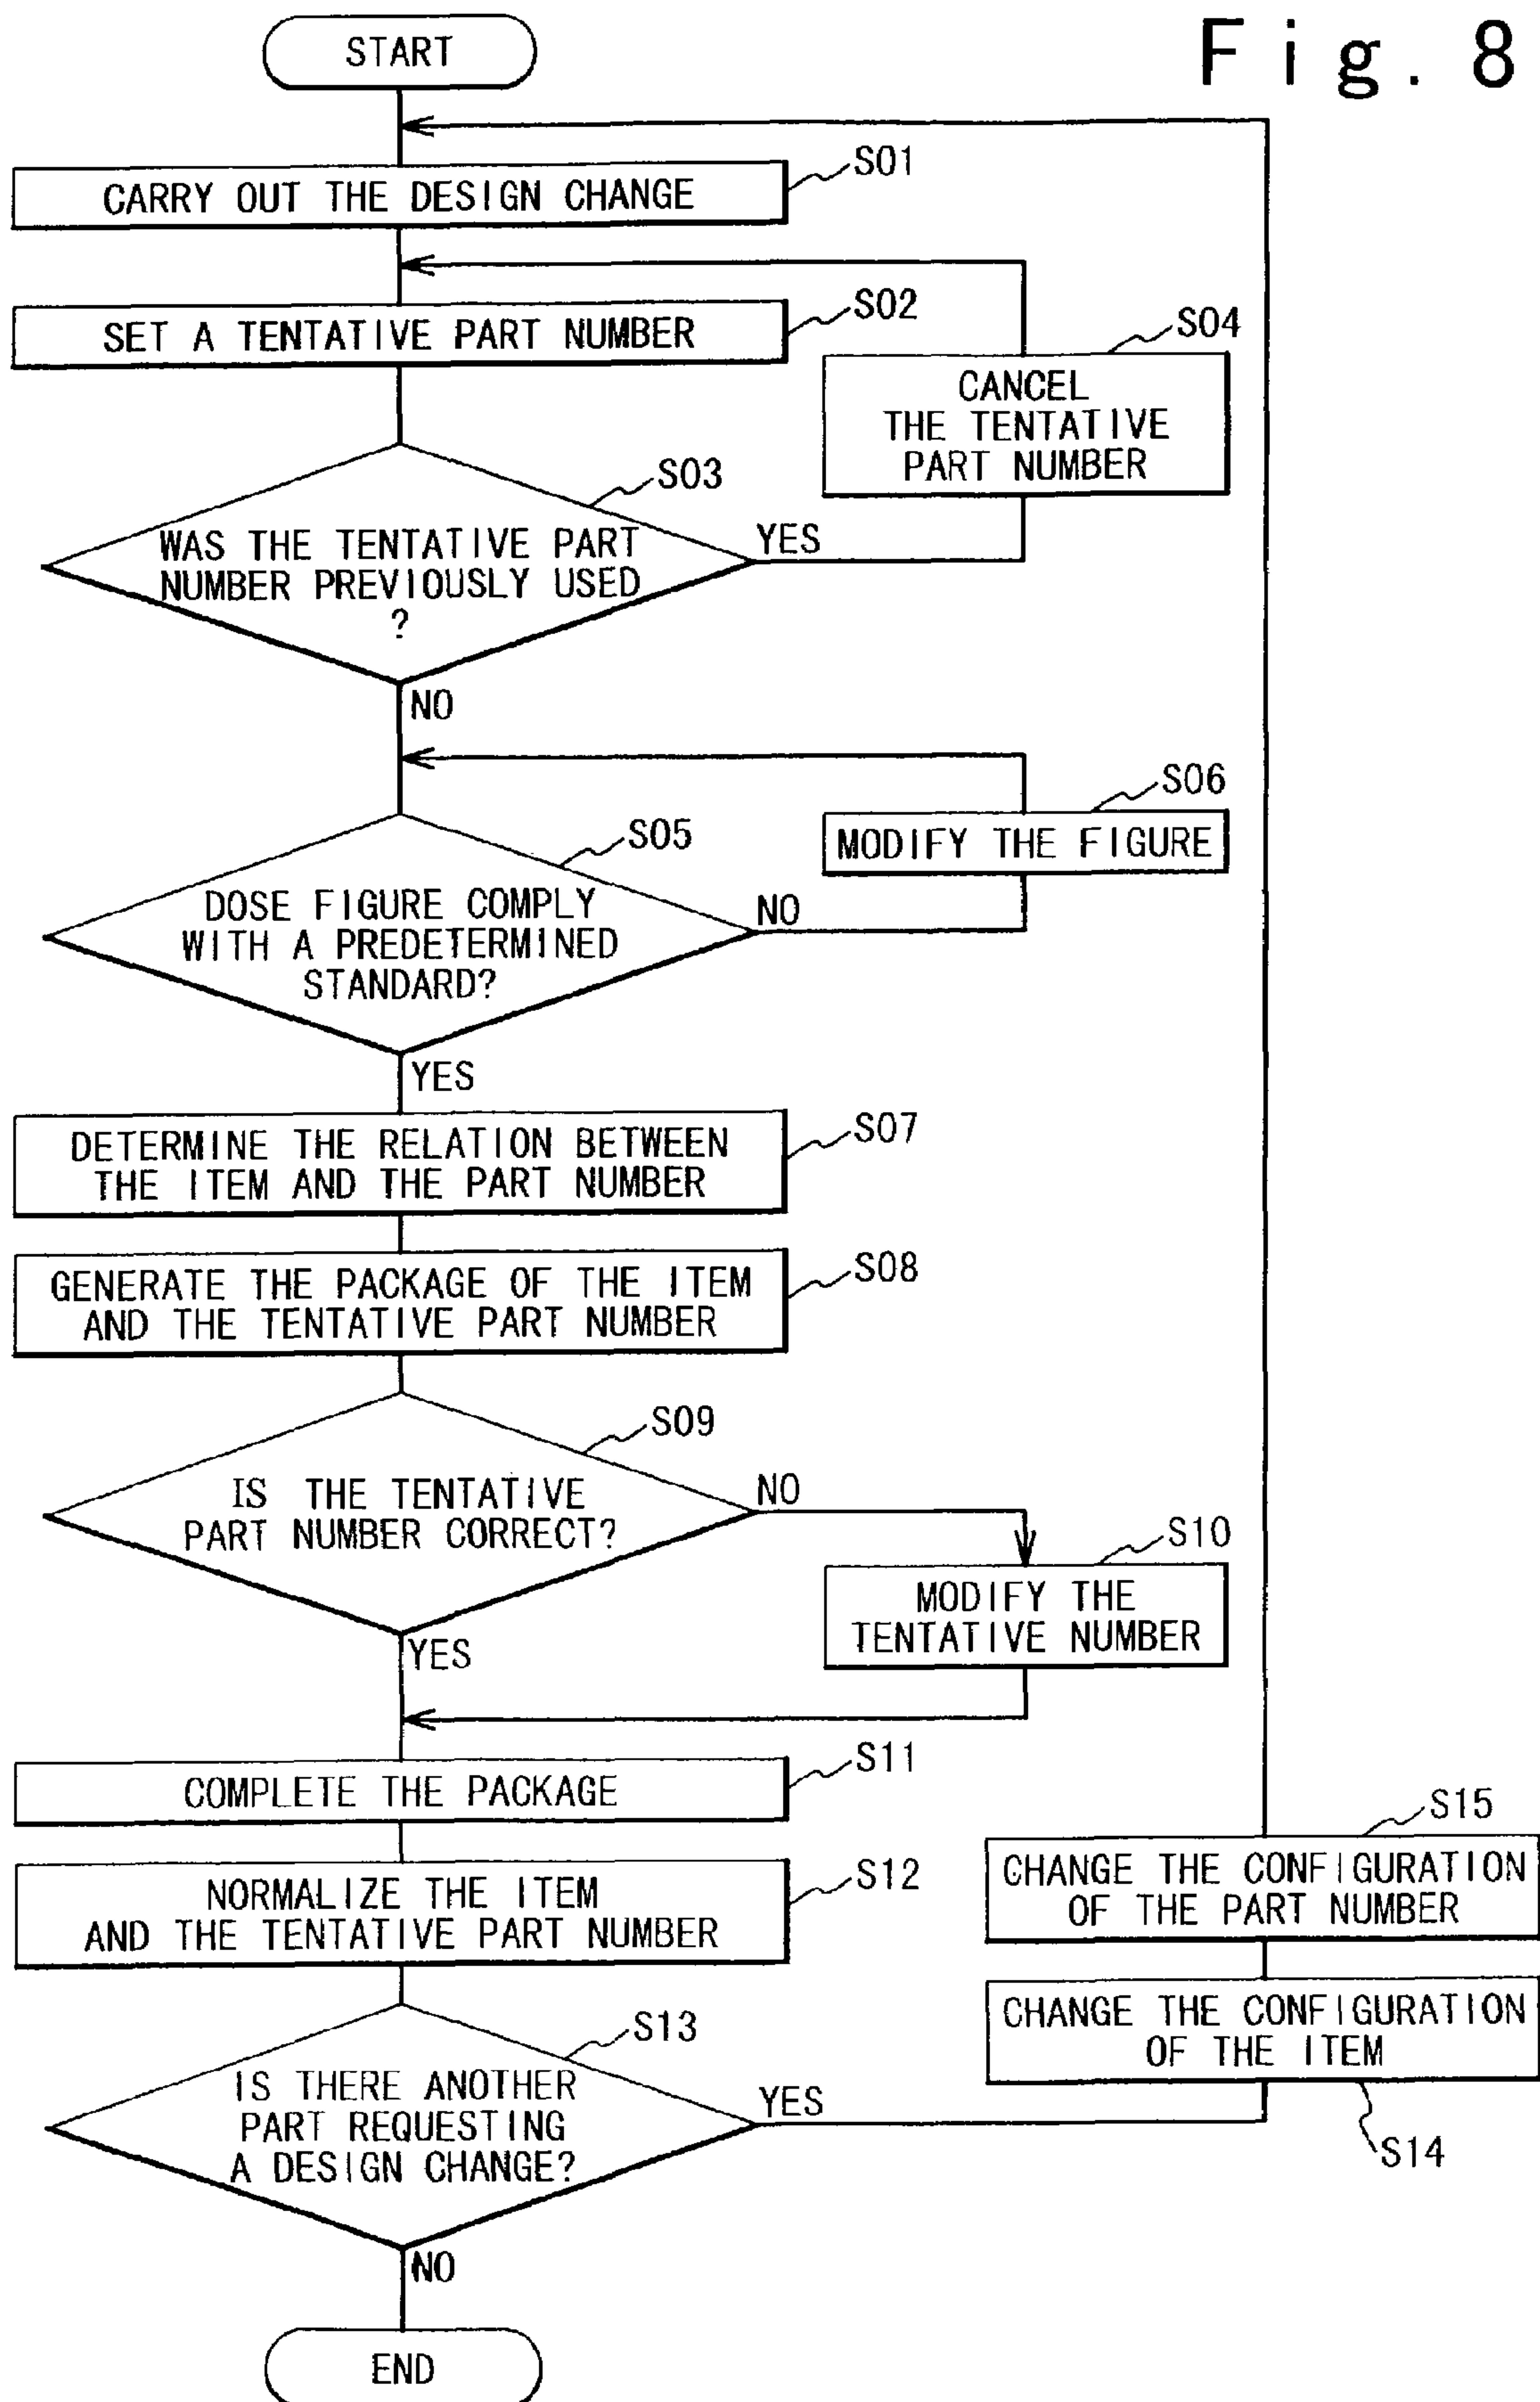 Fig. 8
START
S01
CARRY OUT THE DESIGN CHANGE
S02
SET A TENTATIVE PART NUMBER
S04
CANCEL
THE TENTATIVE
PART NUMBER
S03
WAS THE TENTATIVE PART
NUMBER PREVIOUSLY USED
?
YES
NO
S06
MODIFY THE FIGURE
S05
DOSE FIGURE COMPLY
WITH A PREDETERMINED
STANDARD?
NO
YES
S07
DETERMINE THE RELATION BETWEEN
THE ITEM AND THE PART NUMBER
S08
GENERATE THE PACKAGE OF THE ITEM
AND THE TENTATIVE PART NUMBER
S09
IS THE TENTATIVE
PART NUMBER CORRECT?
NO
S10
MODIFY THE
TENTATIVE NUMBER
YES
S11
COMPLETE THE PACKAGE
S12
NORMALIZE THE ITEM
AND THE TENTATIVE PART NUMBER
S15
CHANGE THE CONFIGURATION
OF THE PART NUMBER
CHANGE THE CONFIGURATION
OF THE ITEM
S14
S13
IS THERE ANOTHER
PART REQUESTING
A DESIGN CHANGE?
YES
NO
END